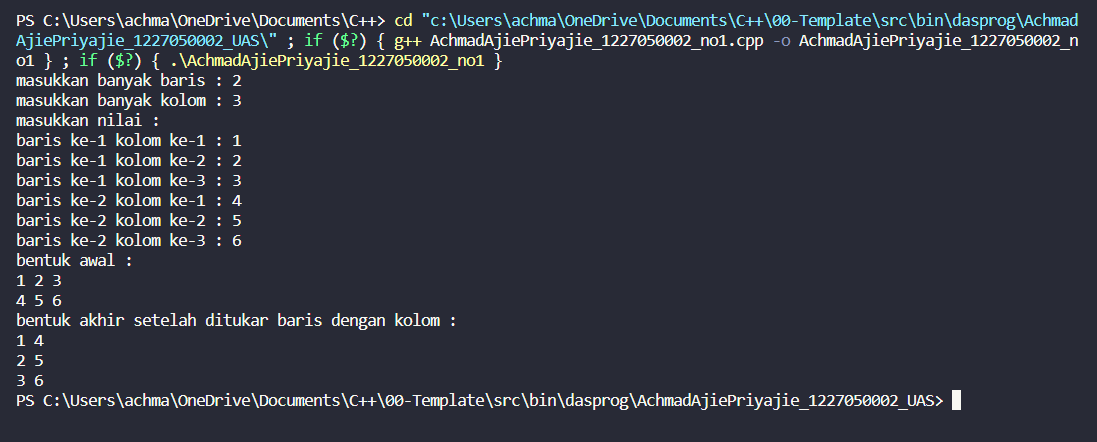 PS C:\Users\achma\OneDrive\Documents\C++> cd "c:\Users\achma\OneDrive\Documents\C++\00-Template\src\bin\dasprog\Achmad
AjiePriyajie_1227050002_UAS\" ; if ($?) { g++ AchmadAjiePriyajie_1227050002_no1.cpp -o AchmadAjiePriyajie_1227050002_n
o1 } ; if ($?) { .\AchmadAjiePriyajie_1227050002_no1 }
masukkan banyak baris : 2
masukkan banyak kolom : 3
masukkan nilai :
baris ke-1 kolom ke-1 : 1
baris ke-1 kolom ke-2 : 2
baris ke-1 kolom ke-3 : 3
baris ke-2 kolom ke-1 : 4
baris ke-2 kolom ke-2 : 5
baris ke-2 kolom ke-3 : 6
bentuk awal :
1 2 3
4 5 6
bentuk akhir setelah ditukar baris dengan kolom :
1 4
2 5
3 6
PS C:\Users\achma\OneDrive\Documents\C++\00-Template\src\bin\dasprog\AchmadAjiePriyajie_1227050002_UAS>